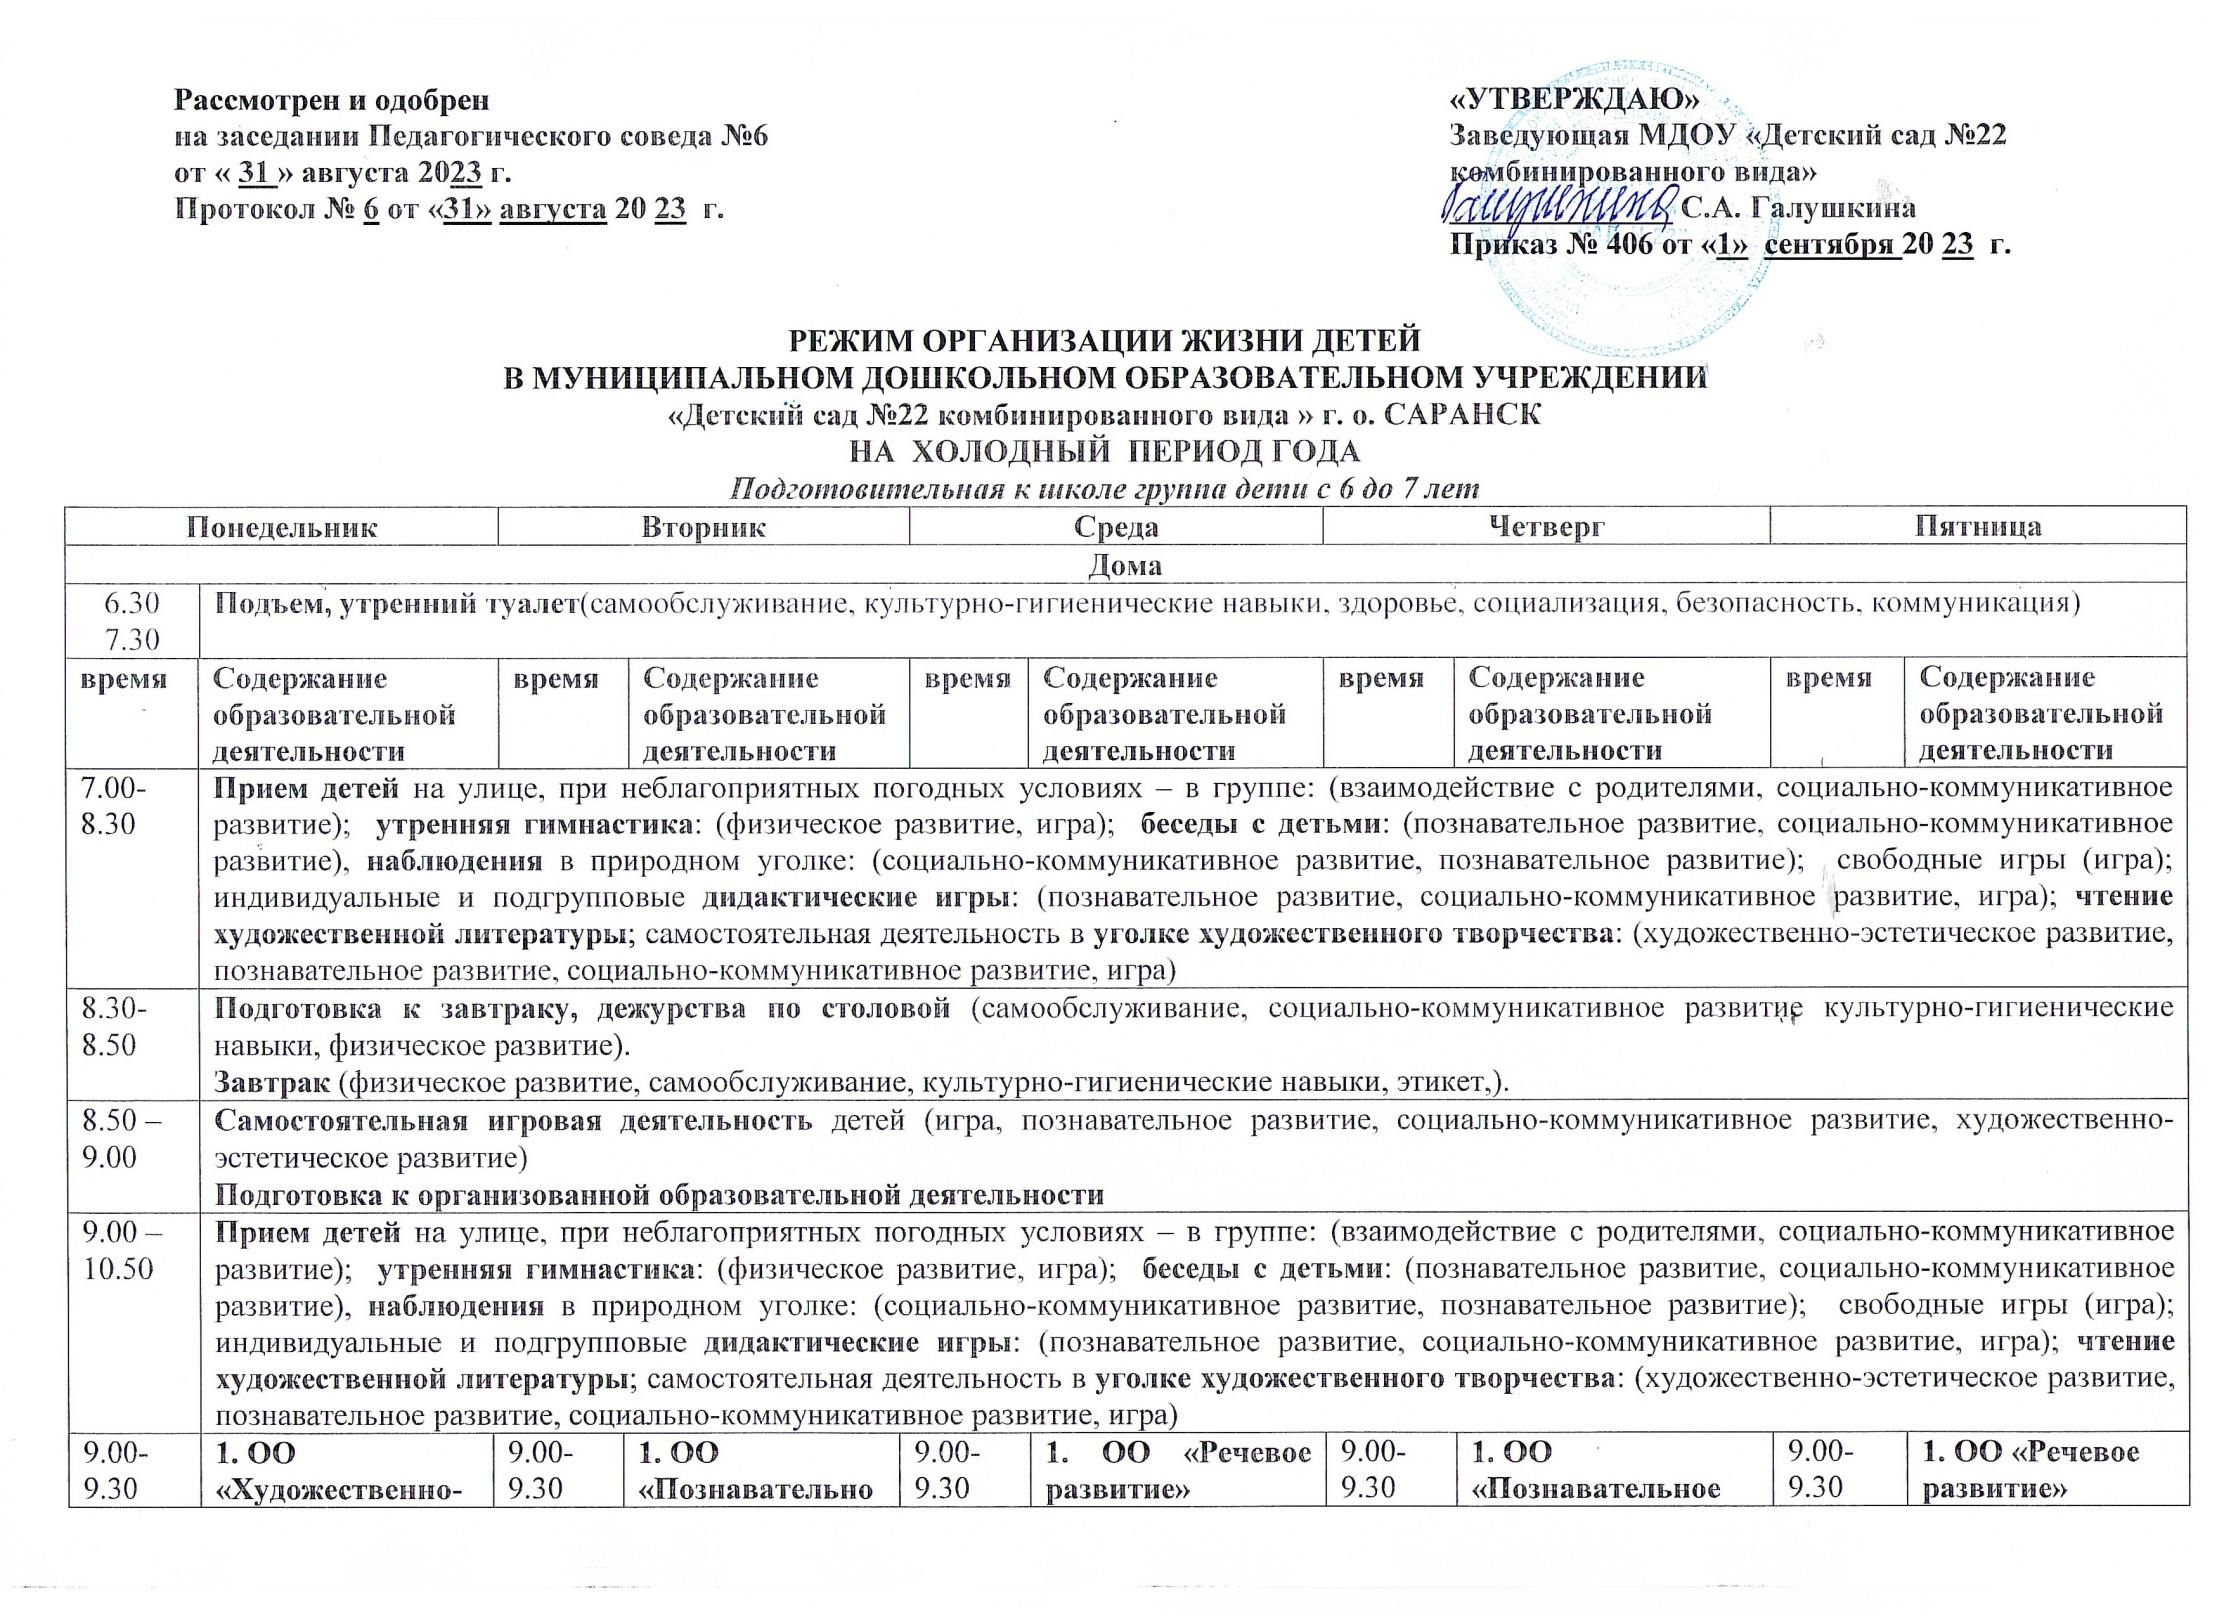 Рассмотрен и одобрен
на заседании Педагогического соведа №6
от « 31 » августа 2023 г.
Протокол № 6 от «31» августа 20 23 г.
«УТВЕРЖДАЮ»
Заведующая МДОУ «Детский сад №22
комбинированного вида»
С.А. Галушкина
Приказ № 406 от «1» сентября 20 23 г.
РЕЖИМ ОРГАНИЗАЦИИ ЖИЗНИ ДЕТЕЙ
В МУНИЦИПАЛЬНОМ ДОШКОЛЬНОМ ОБРАЗОВАТЕЛЬНОМ УЧРЕЖДЕНИИ
«Детский сад №22 комбинированного вида » г. о. САРАНСК
НА ХОЛОДНЫЙ ПЕРИОД ГОДА
Подготовительная к школе группа дети с 6 до 7 лет
Понедельник Вторник Среда Четверг Пятница
Дома
6.30 Подъем, утренний туалет(самообслуживание, культурно-гигиенические навыки, здоровье, социализация, безопасность, коммуникация)
7.30
время Содержание время Содержание время Содержание время Содержание время Содержание
образовательной образовательной образовательной образовательной образовательной
деятельности деятельности деятельности деятельности деятельности
7.00- Прием детей на улице, при неблагоприятных погодных условиях – в группе: (взаимодействие с родителями, социально-коммуникативное
8.30 развитие); утренняя гимнастика: (физическое развитие, игра); беседы с детьми: (познавательное развитие, социально-коммуникативное
развитие), наблюдения в природном уголке: (социально-коммуникативное развитие, познавательное развитие); свободные игры (игра);
индивидуальные и подгрупповые дидактические игры: (познавательное развитие, социально-коммуникативное развитие, игра); чтение
художественной литературы; самостоятельная деятельность в уголке художественного творчества: (художественно-эстетическое развитие,
познавательное развитие, социально-коммуникативное развитие, игра)
8.30- Подготовка к завтраку, дежурства по столовой (самообслуживание, социально-коммуникативное развитие культурно-гигиенические
8.50 навыки, физическое развитие).
Завтрак (физическое развитие, самообслуживание, культурно-гигиенические навыки, этикет,).
8.50 – Самостоятельная игровая деятельность детей (игра, познавательное развитие, социально-коммуникативное развитие, художественно-
9.00 эстетическое развитие)
Подготовка к организованной образовательной деятельности
9.00 – Прием детей на улице, при неблагоприятных погодных условиях – в группе: (взаимодействие с родителями, социально-коммуникативное
10.50 развитие); утренняя гимнастика: (физическое развитие, игра); беседы с детьми: (познавательное развитие, социально-коммуникативное
развитие), наблюдения в природном уголке: (социально-коммуникативное развитие, познавательное развитие); свободные игры (игра);
индивидуальные и подгрупповые дидактические игры: (познавательное развитие, социально-коммуникативное развитие, игра); чтение
художественной литературы; самостоятельная деятельность в уголке художественного творчества: (художественно-эстетическое развитие,
познавательное развитие, социально-коммуникативное развитие, игра)
9.00- 1. ОО 9.00- 1. ОО 9.00- 1. ОО «Речевое 9.00- 1. ОО 9.00- 1. ОО «Речевое
9.30 «Художественно- 9.30 «Познавательно 9.30 развитие» 9.30 «Познавательное 9.30 развитие»